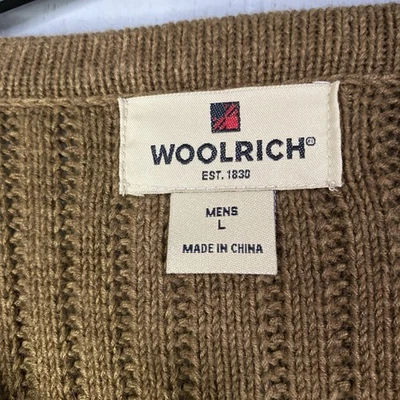 WOOLRICH®
EST. 1830
MENS
L
MADE IN CHINA